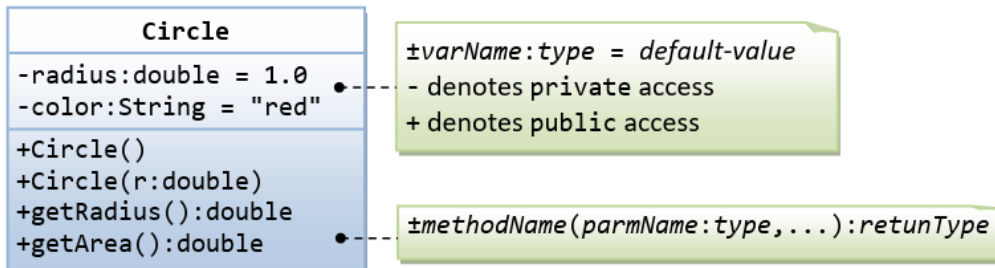 Circle
-radius:double = 1.0
-color:String = "red"
+Circle()
+Circle(r:double)
+getRadius():double
+getArea():double
±varName:type = default-value
- denotes private access
+ denotes public access
±methodName(parmName:type,...):retunType